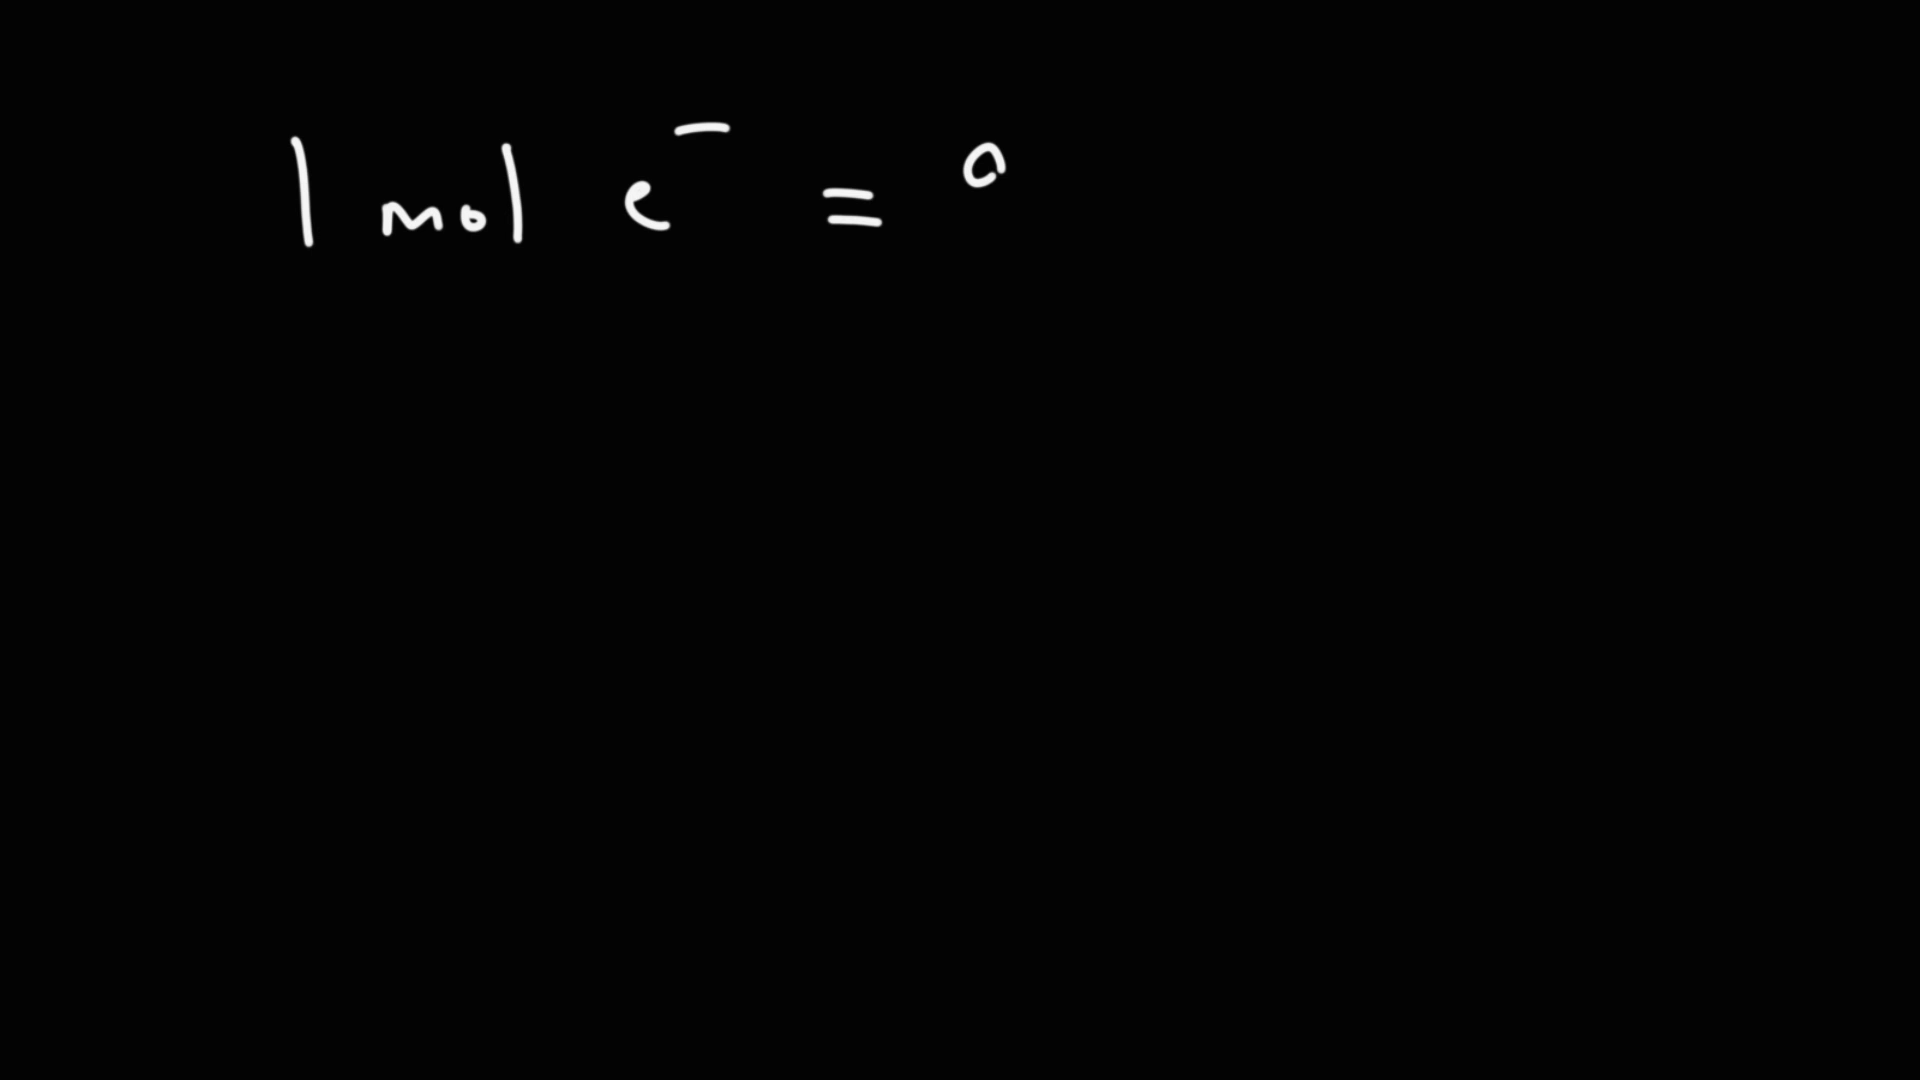 1 mol e⁻ =